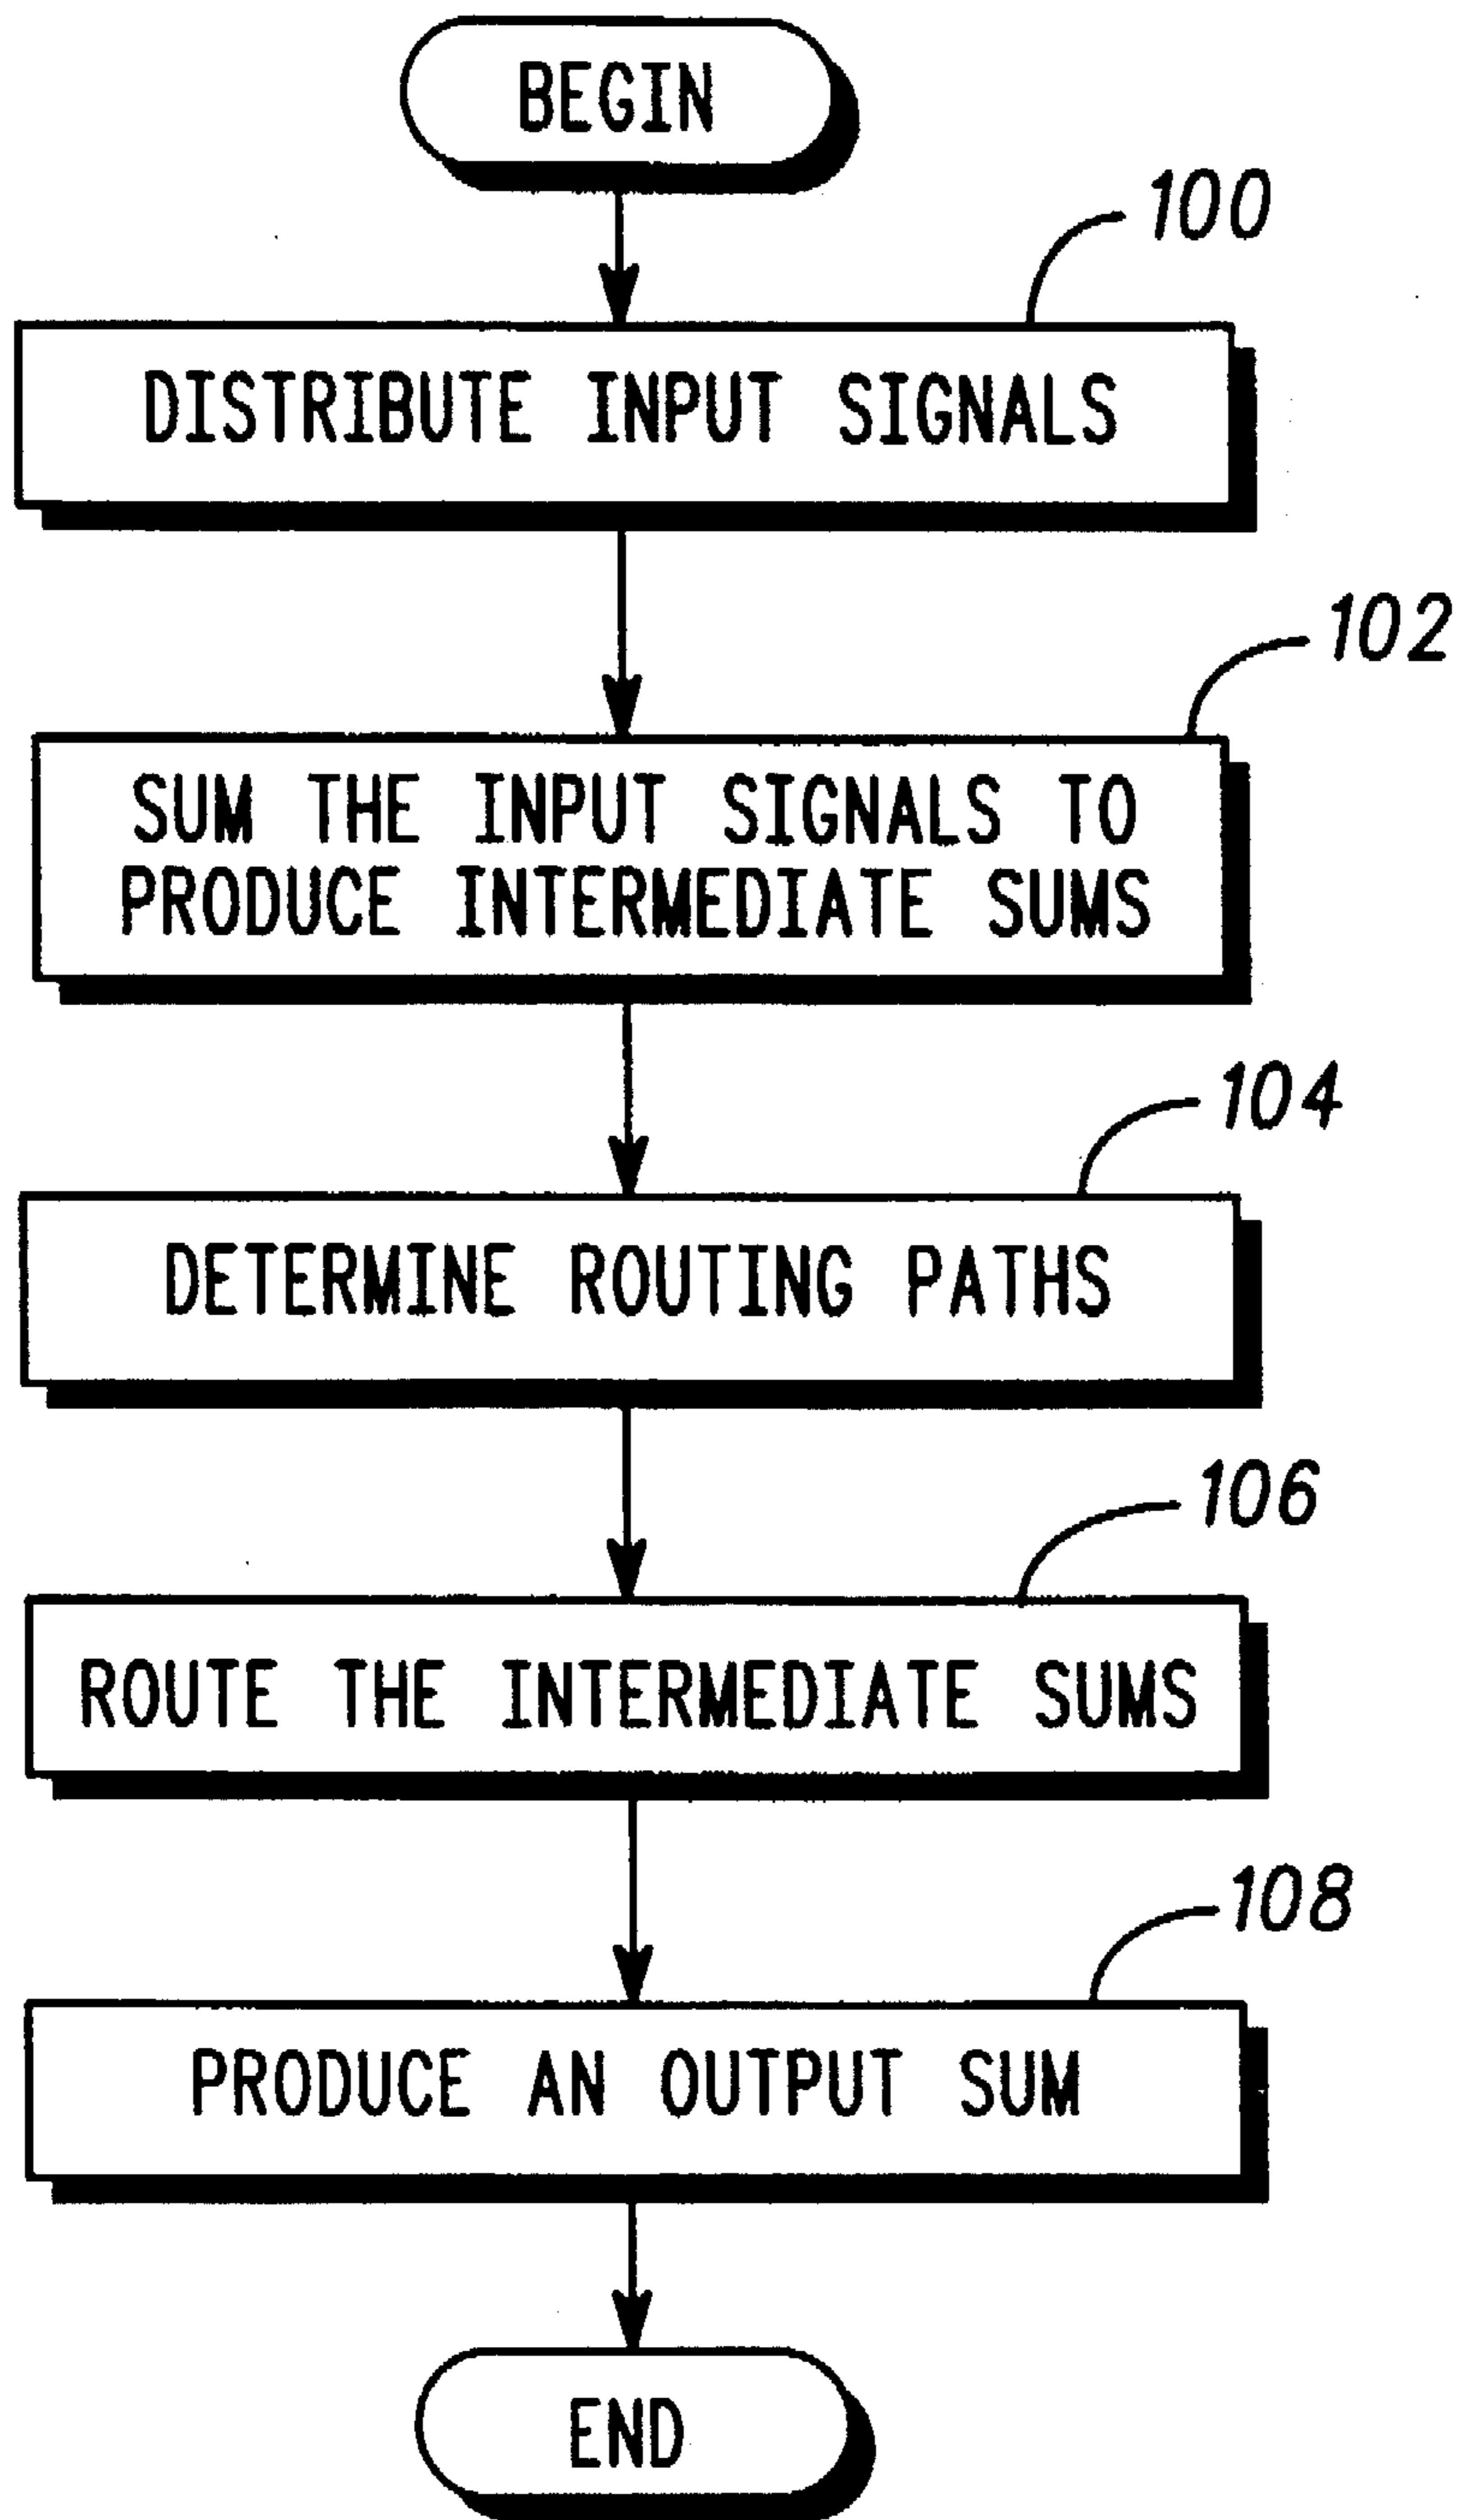 BEGIN
100
DISTRIBUTE INPUT SIGNALS
102
SUM THE INPUT SIGNALS TO
PRODUCE INTERMEDIATE SUMS
104
DETERMINE ROUTING PATHS
106
ROUTE THE INTERMEDIATE SUMS
108
PRODUCE AN OUTPUT SUM
END